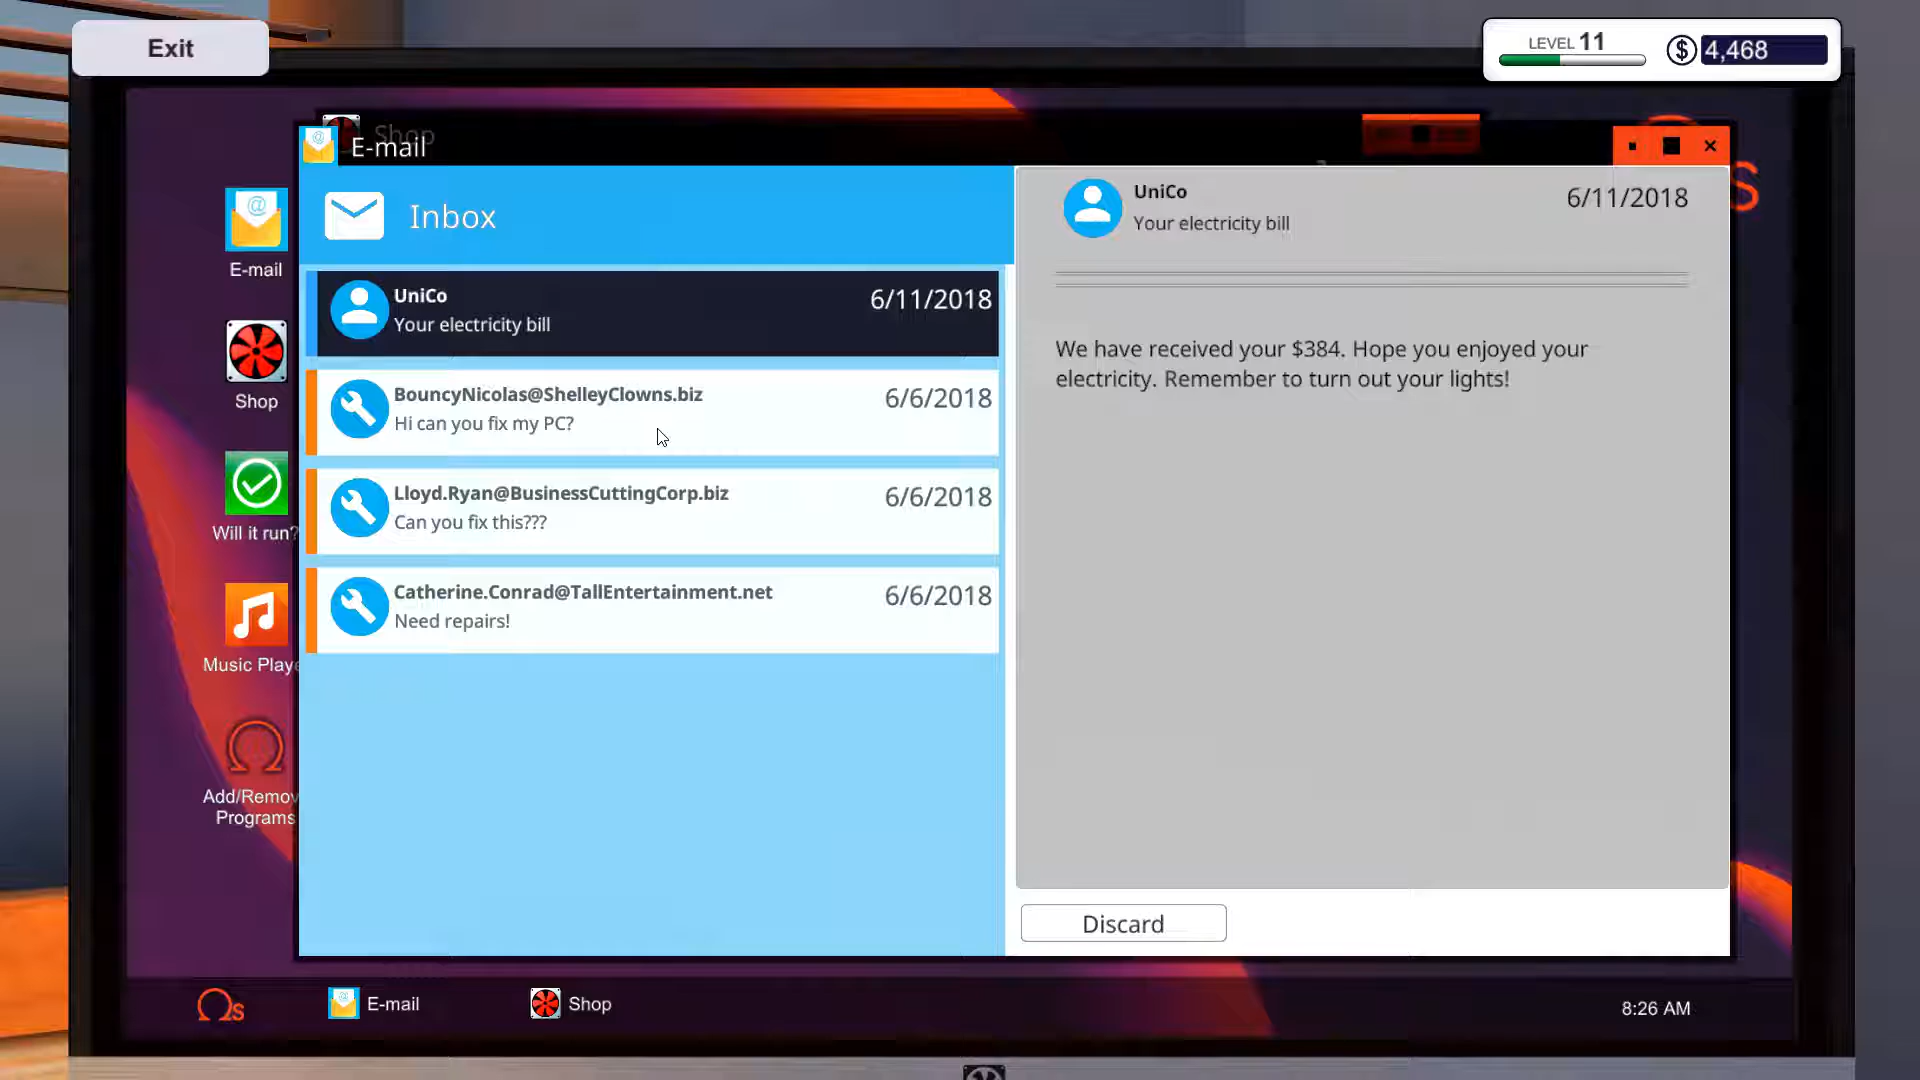 Exit
LEVEL 11
$ 4,468
Shop
E-mail
Inbox
UniCo
Your electricity bill
6/11/2018
BouncyNicolas@ShelleyClowns.biz
Hi can you fix my PC?
6/6/2018
Lloyd.Ryan@BusinessCuttingCorp.biz
Can you fix this???
6/6/2018
Catherine.Conrad@TallEntertainment.net
Need repairs!
6/6/2018
UniCo
Your electricity bill
6/11/2018
We have received your $384. Hope you enjoyed your
electricity. Remember to turn out your lights!
Discard
E-mail
Shop
Will it run?
Music Playe
Add/Remov
Programs
Ωs
E-mail
Shop
8:26 AM